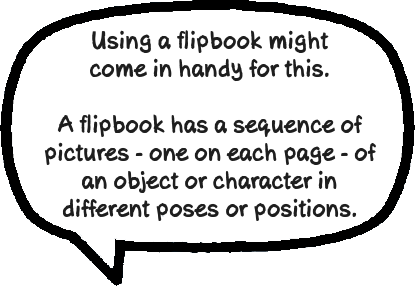 Using a flipbook might
come in handy for this.
A flipbook has a sequence of
pictures - one on each page - of
an object or character in
different poses or positions.